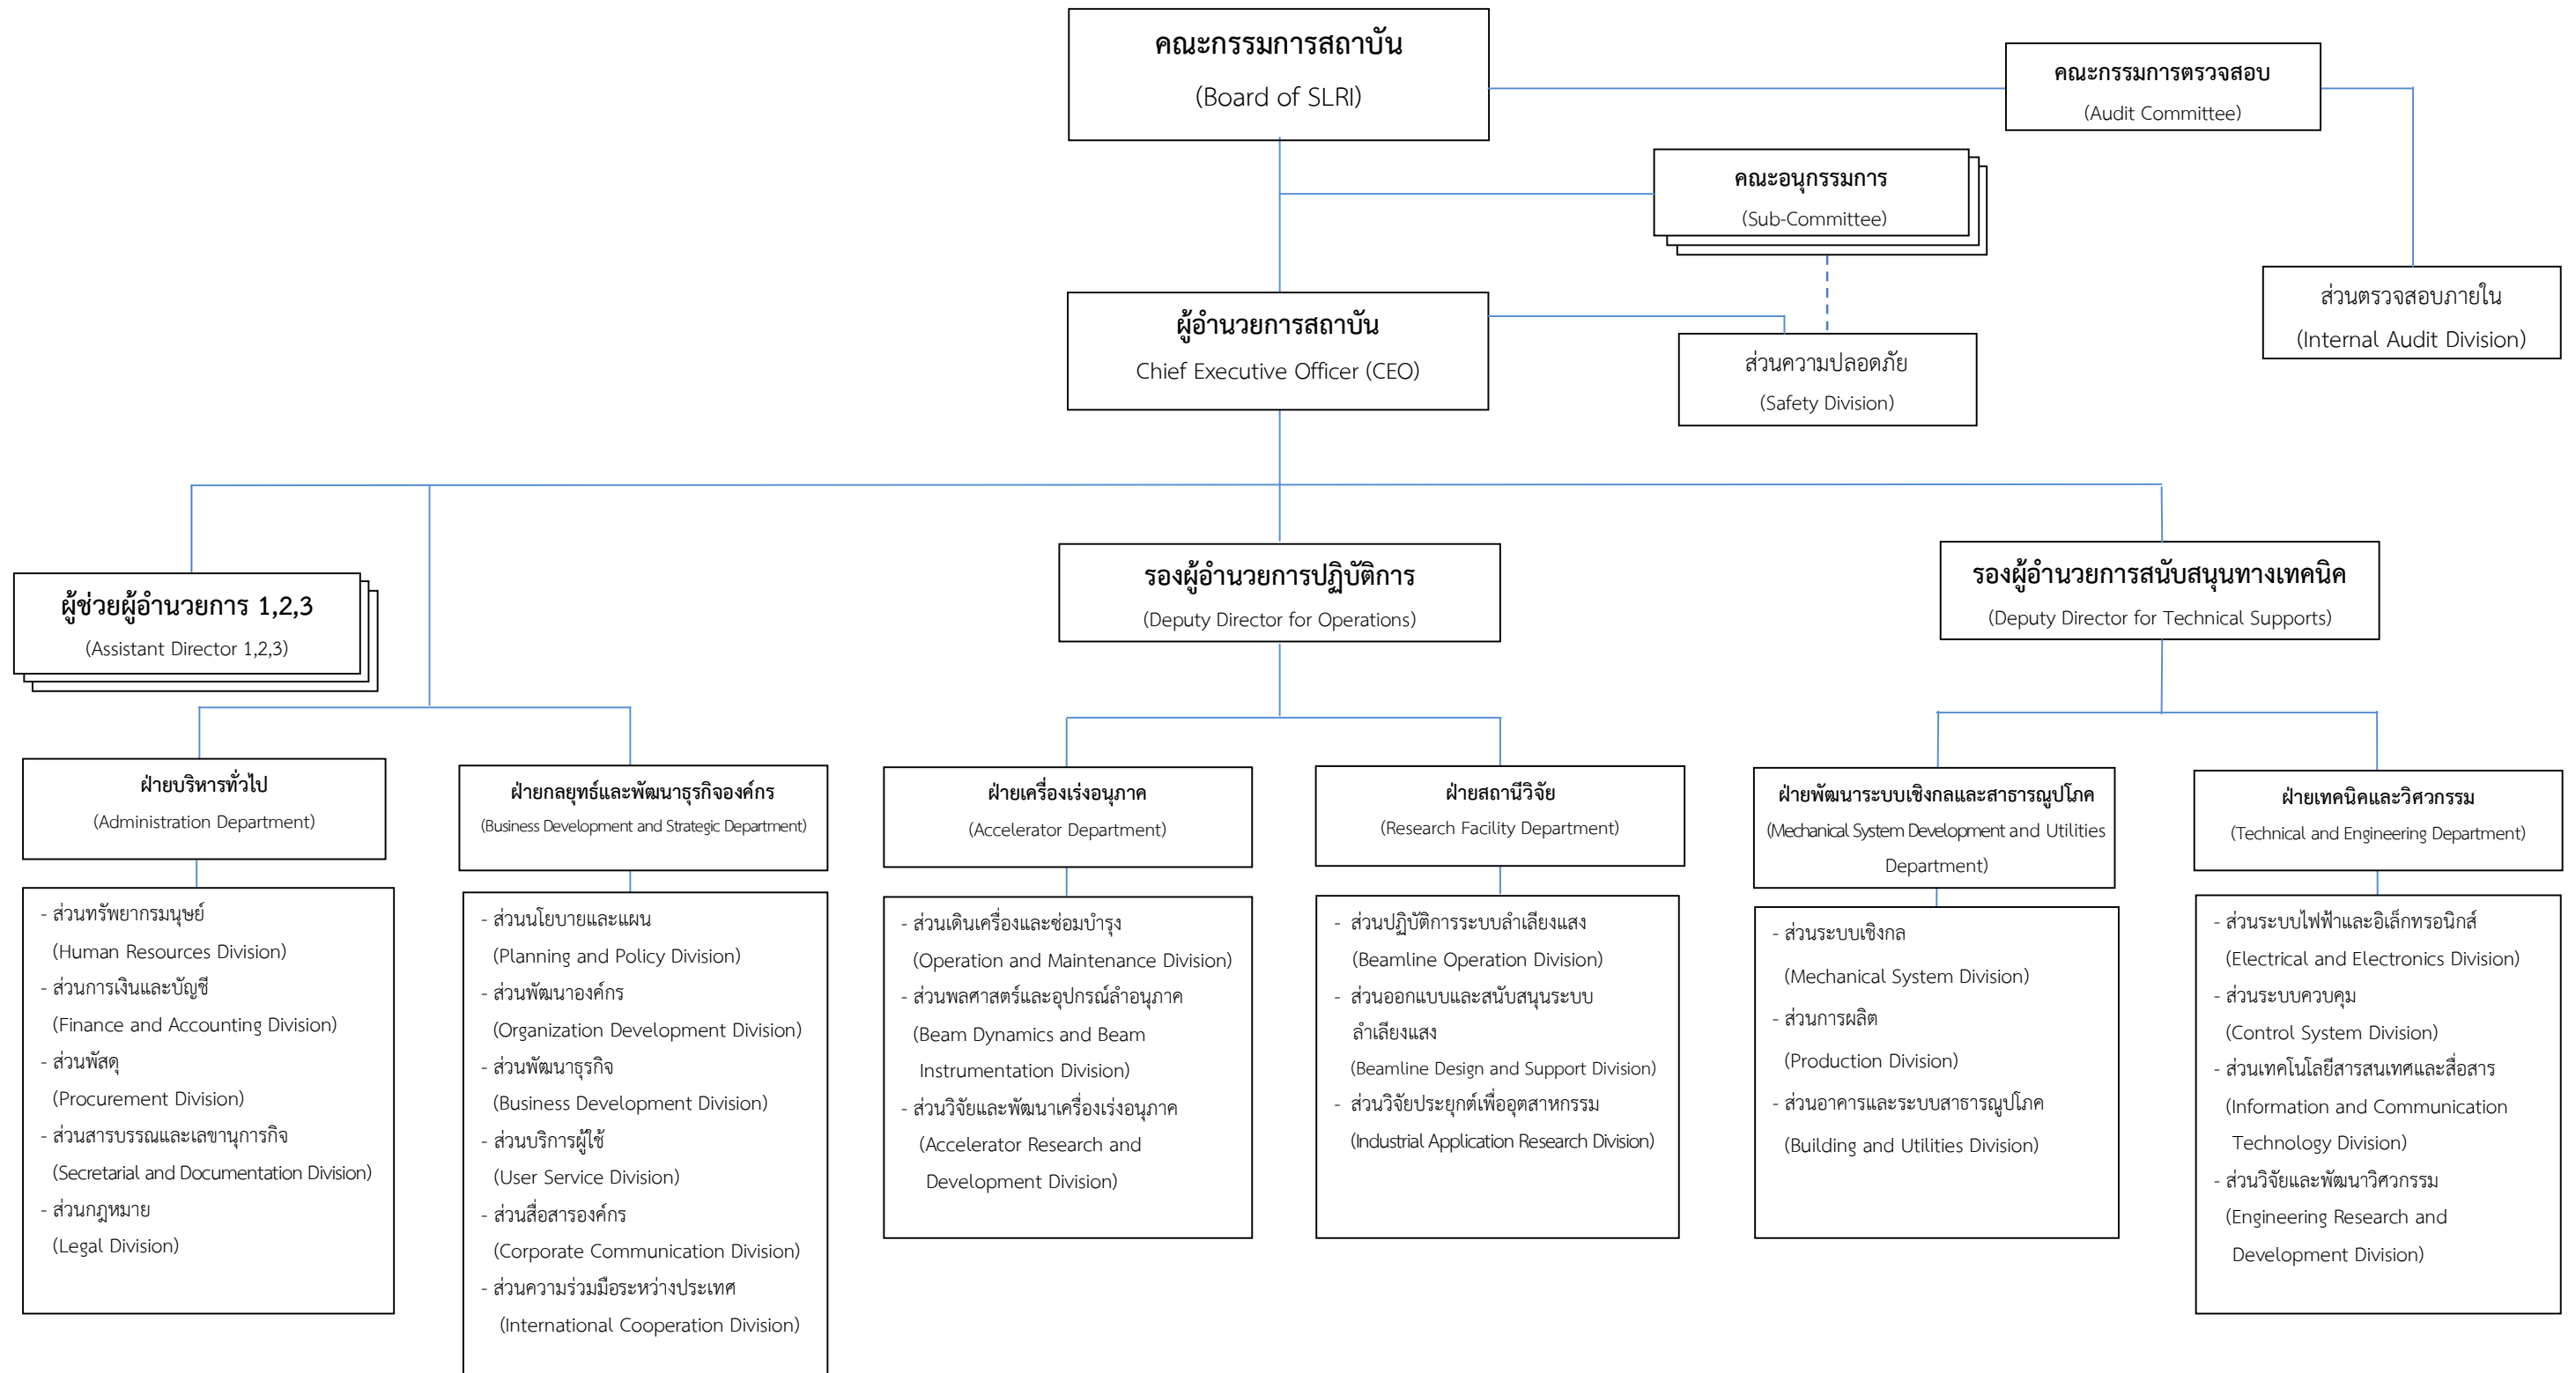 คณะกรรมการสถาบัน
(Board of SLRI)
คณะกรรมการตรวจสอบ
(Audit Committee)
คณะอนุกรรมการ
(Sub-Committee)
ส่วนตรวจสอบภายใน
(Internal Audit Division)
ผู้อำนวยการสถาบัน
Chief Executive Officer (CEO)
ส่วนความปลอดภัย
(Safety Division)
ผู้ช่วยผู้อำนวยการ 1,2,3
(Assistant Director 1,2,3)
รองผู้อำนวยการปฏิบัติการ
(Deputy Director for Operations)
รองผู้อำนวยการสนับสนุนทางเทคนิค
(Deputy Director for Technical Supports)
ฝ่ายบริหารทั่วไป
(Administration Department)
ฝ่ายกลยุทธ์และพัฒนาธุรกิจองค์กร
(Business Development and Strategic Department)
ฝ่ายเครื่องเร่งอนุภาค
(Accelerator Department)
ฝ่ายสถานีวิจัย
(Research Facility Department)
ฝ่ายพัฒนาระบบเชิงกลและสาธารณูปโภค
(Mechanical System Development and Utilities
Department)
ฝ่ายเทคนิคและวิศวกรรม
(Technical and Engineering Department)
- ส่วนทรัพยากรมนุษย์
(Human Resources Division)
- ส่วนการเงินและบัญชี
(Finance and Accounting Division)
- ส่วนพัสดุ
(Procurement Division)
- ส่วนสารบรรณและเลขานุการกิจ
(Secretarial and Documentation Division)
- ส่วนกฎหมาย
(Legal Division)
- ส่วนนโยบายและแผน
(Planning and Policy Division)
- ส่วนพัฒนาองค์กร
(Organization Development Division)
- ส่วนพัฒนาธุรกิจ
(Business Development Division)
- ส่วนบริการผู้ใช้
(User Service Division)
- ส่วนสื่อสารองค์กร
(Corporate Communication Division)
- ส่วนความร่วมมือระหว่างประเทศ
(International Cooperation Division)
- ส่วนเดินเครื่องและซ่อมบำรุง
(Operation and Maintenance Division)
- ส่วนพลศาสตร์และอุปกรณ์ลำอนุภาค
(Beam Dynamics and Beam
Instrumentation Division)
- ส่วนวิจัยและพัฒนาเครื่องเร่งอนุภาค
(Accelerator Research and
Development Division)
- ส่วนปฏิบัติการระบบลำเลียงแสง
(Beamline Operation Division)
- ส่วนออกแบบและสนับสนุนระบบ
ลำเลียงแสง
(Beamline Design and Support Division)
- ส่วนวิจัยประยุกต์เพื่ออุตสาหกรรม
(Industrial Application Research Division)
- ส่วนระบบเชิงกล
(Mechanical System Division)
- ส่วนการผลิต
(Production Division)
- ส่วนอาคารและระบบสาธารณูปโภค
(Building and Utilities Division)
- ส่วนระบบไฟฟ้าและอิเล็กทรอนิกส์
(Electrical and Electronics Division)
- ส่วนระบบควบคุม
(Control System Division)
- ส่วนเทคโนโลยีสารสนเทศและสื่อสาร
(Information and Communication
Technology Division)
- ส่วนวิจัยและพัฒนาวิศวกรรม
(Engineering Research and
Development Division)